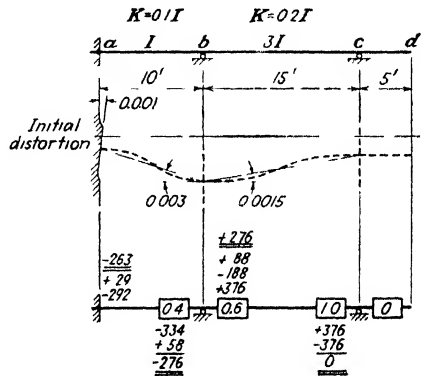 K=0.1I K=0.2I
a I b 3I c d
10' 15' 5'
0.001
Initial
distortion
0 003 0.0015
+276
-263 + 88
+ 29 -188
-292 +376
0 4 0.6 1 0 0
-334 +376
+ 58 -376
-276 0